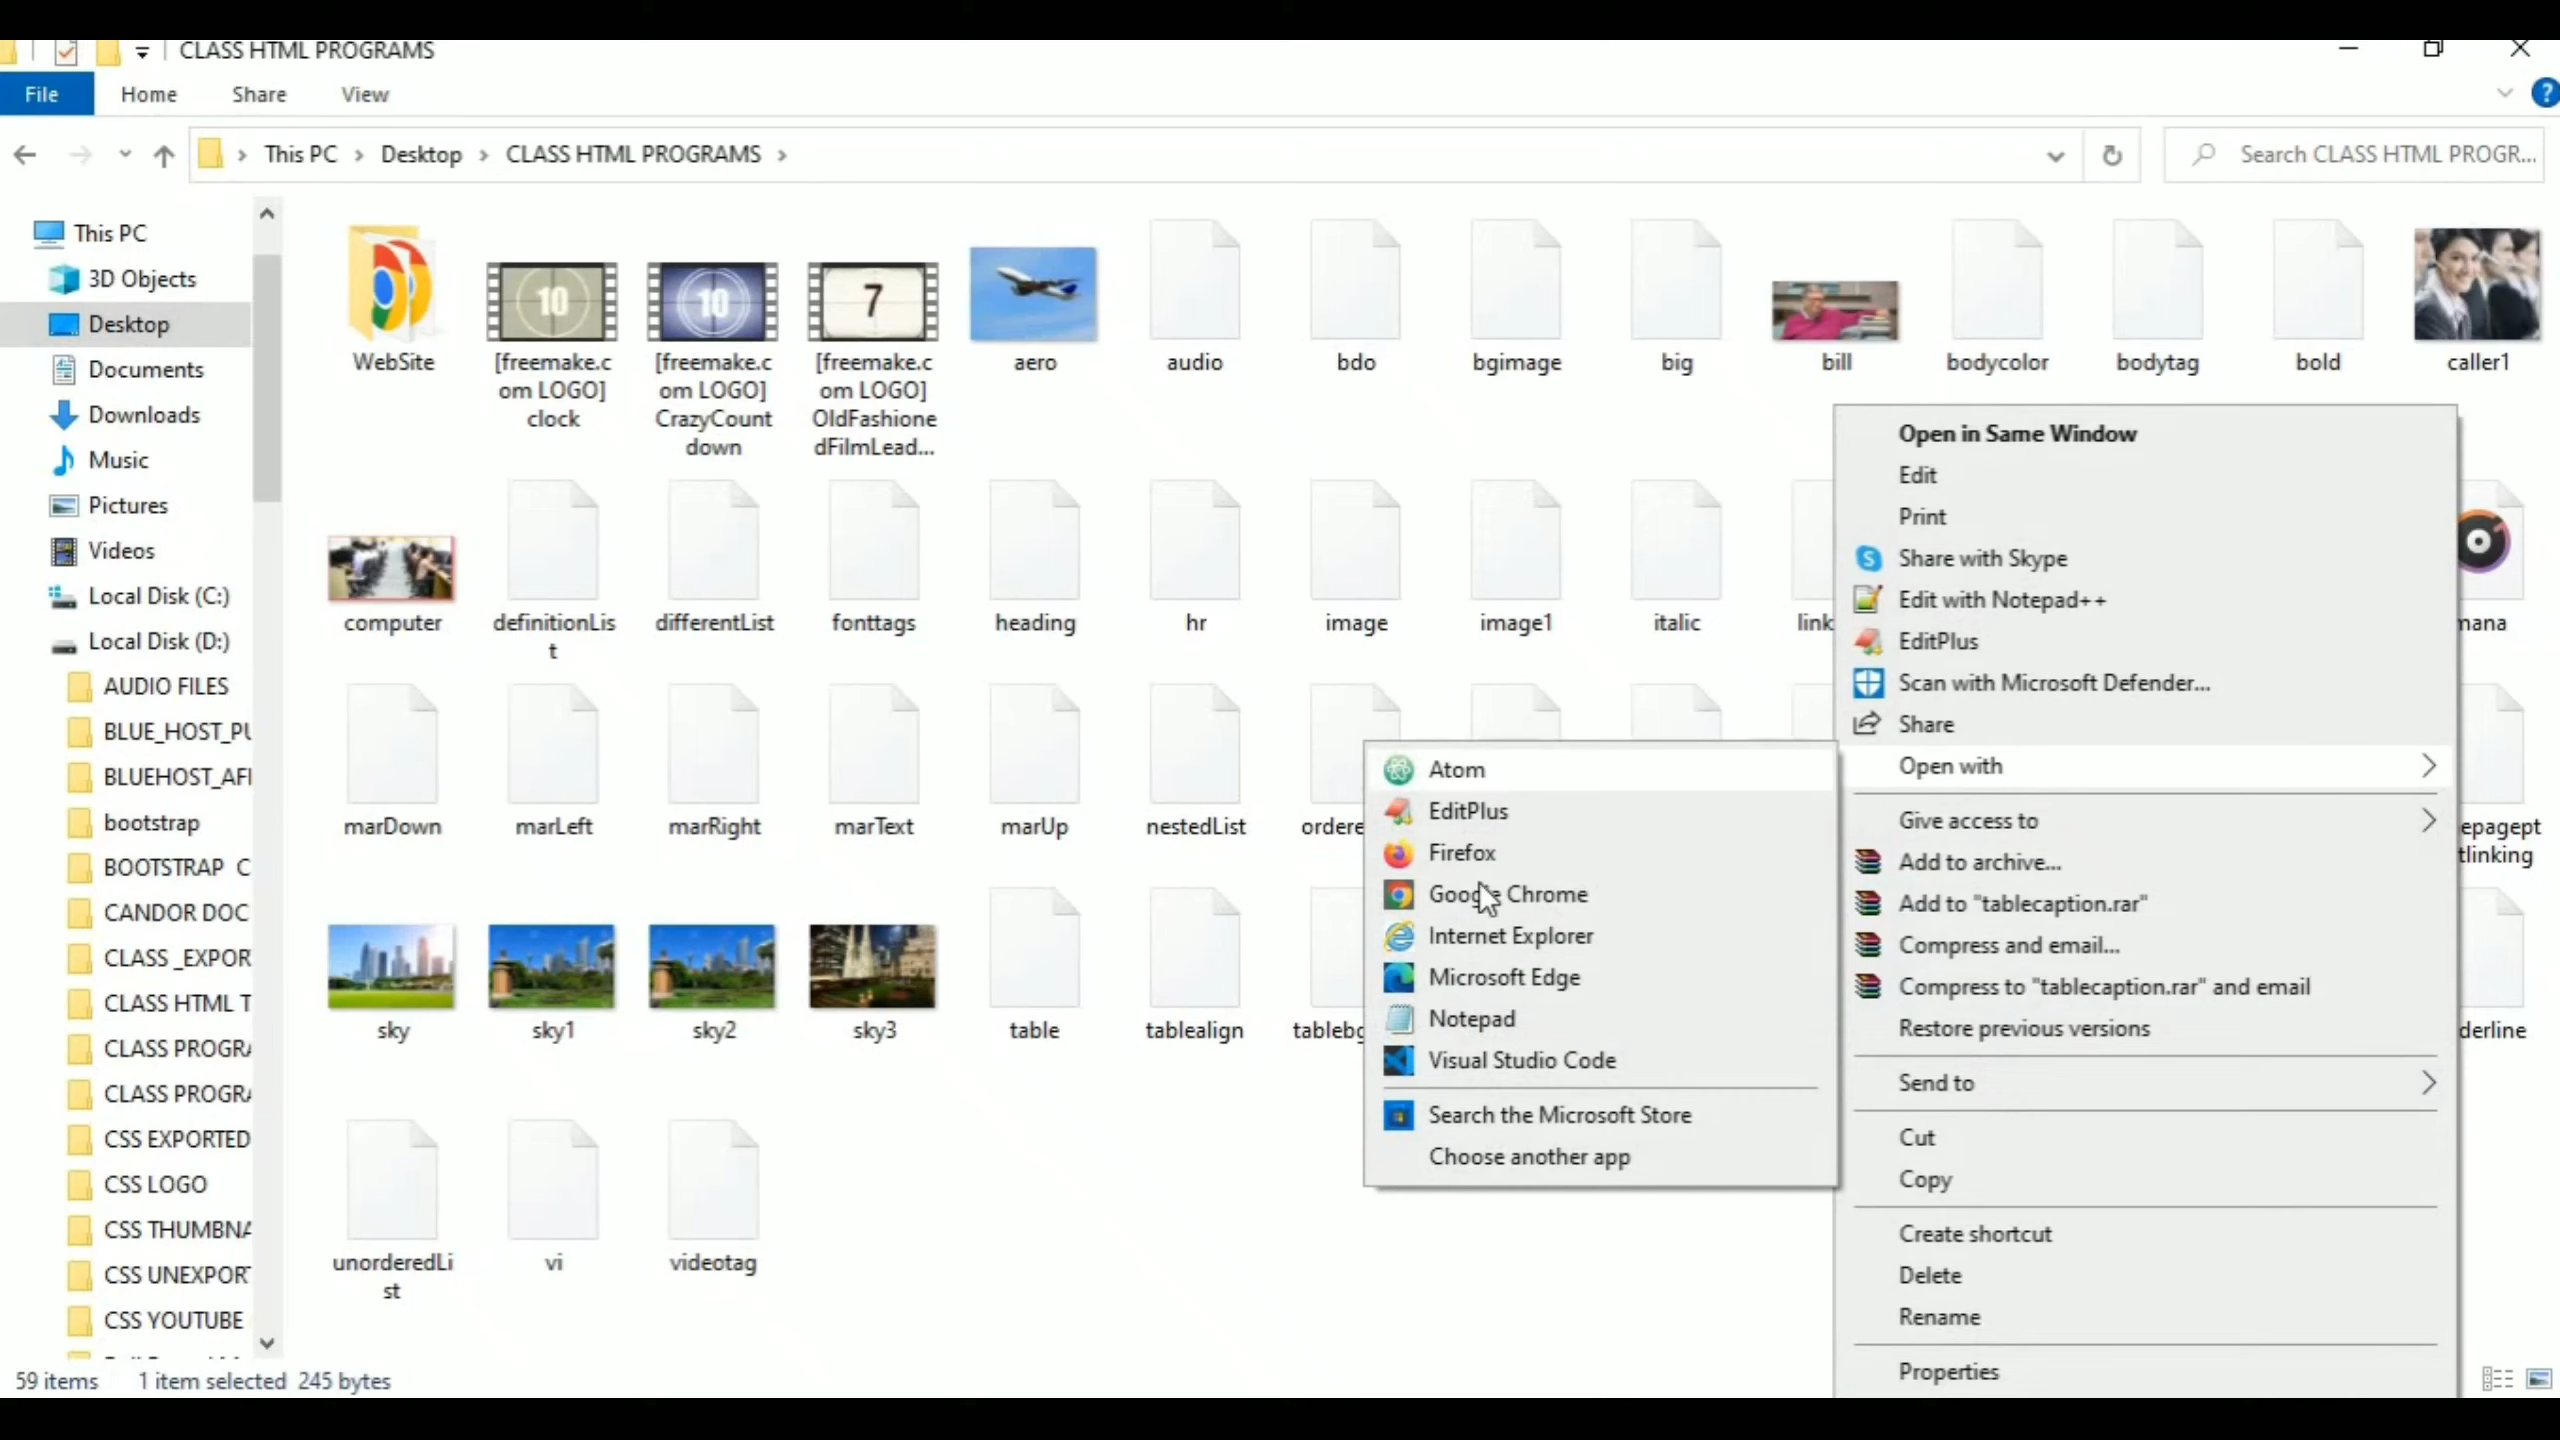 CLASS HTML PROGRAMS
File Home Share View
This PC Desktop CLASS HTML PROGRAMS
Search CLASS HTML PROGR...
This PC
3D Objects
Desktop
Documents
Downloads
Music
Pictures
Videos
Local Disk (C:)
Local Disk (D:)
AUDIO FILES
BLUE_HOST_PU
BLUEHOST_AFI
bootstrap
BOOTSTRAP C
CANDOR DOC
CLASS _EXPOR
CLASS HTML T
CLASS PROGRA
CLASS PROGRA
CSS EXPORTED
CSS LOGO
CSS THUMBNA
CSS UNEXPORT
CSS YOUTUBE
WebSite
[freemake.c
om LOGO]
clock
[freemake.c
om LOGO]
CrazyCount
down
[freemake.c
om LOGO]
OldFashione
dFilmLead...
aero
audio
bdo
bgimage
big
bill
bodycolor
bodytag
bold
caller1
computer
definitionLis
t
differentList
fonttags
heading
hr
image
image1
italic
link
mana
marDown
marLeft
marRight
marText
marUp
nestedList
ordere
epagept
tlinking
sky
sky1
sky2
sky3
table
tablealign
tablebg
derline
unorderedLi
st
vi
videotag
Open in Same Window
Edit
Print
Share with Skype
Edit with Notepad++
EditPlus
Scan with Microsoft Defender...
Share
Open with
Give access to
Add to archive...
Add to "tablecaption.rar"
Compress and email...
Compress to "tablecaption.rar" and email
Restore previous versions
Send to
Cut
Copy
Create shortcut
Delete
Rename
Properties
Atom
EditPlus
Firefox
Google Chrome
Internet Explorer
Microsoft Edge
Notepad
Visual Studio Code
Search the Microsoft Store
Choose another app
59 items 1 item selected 245 bytes